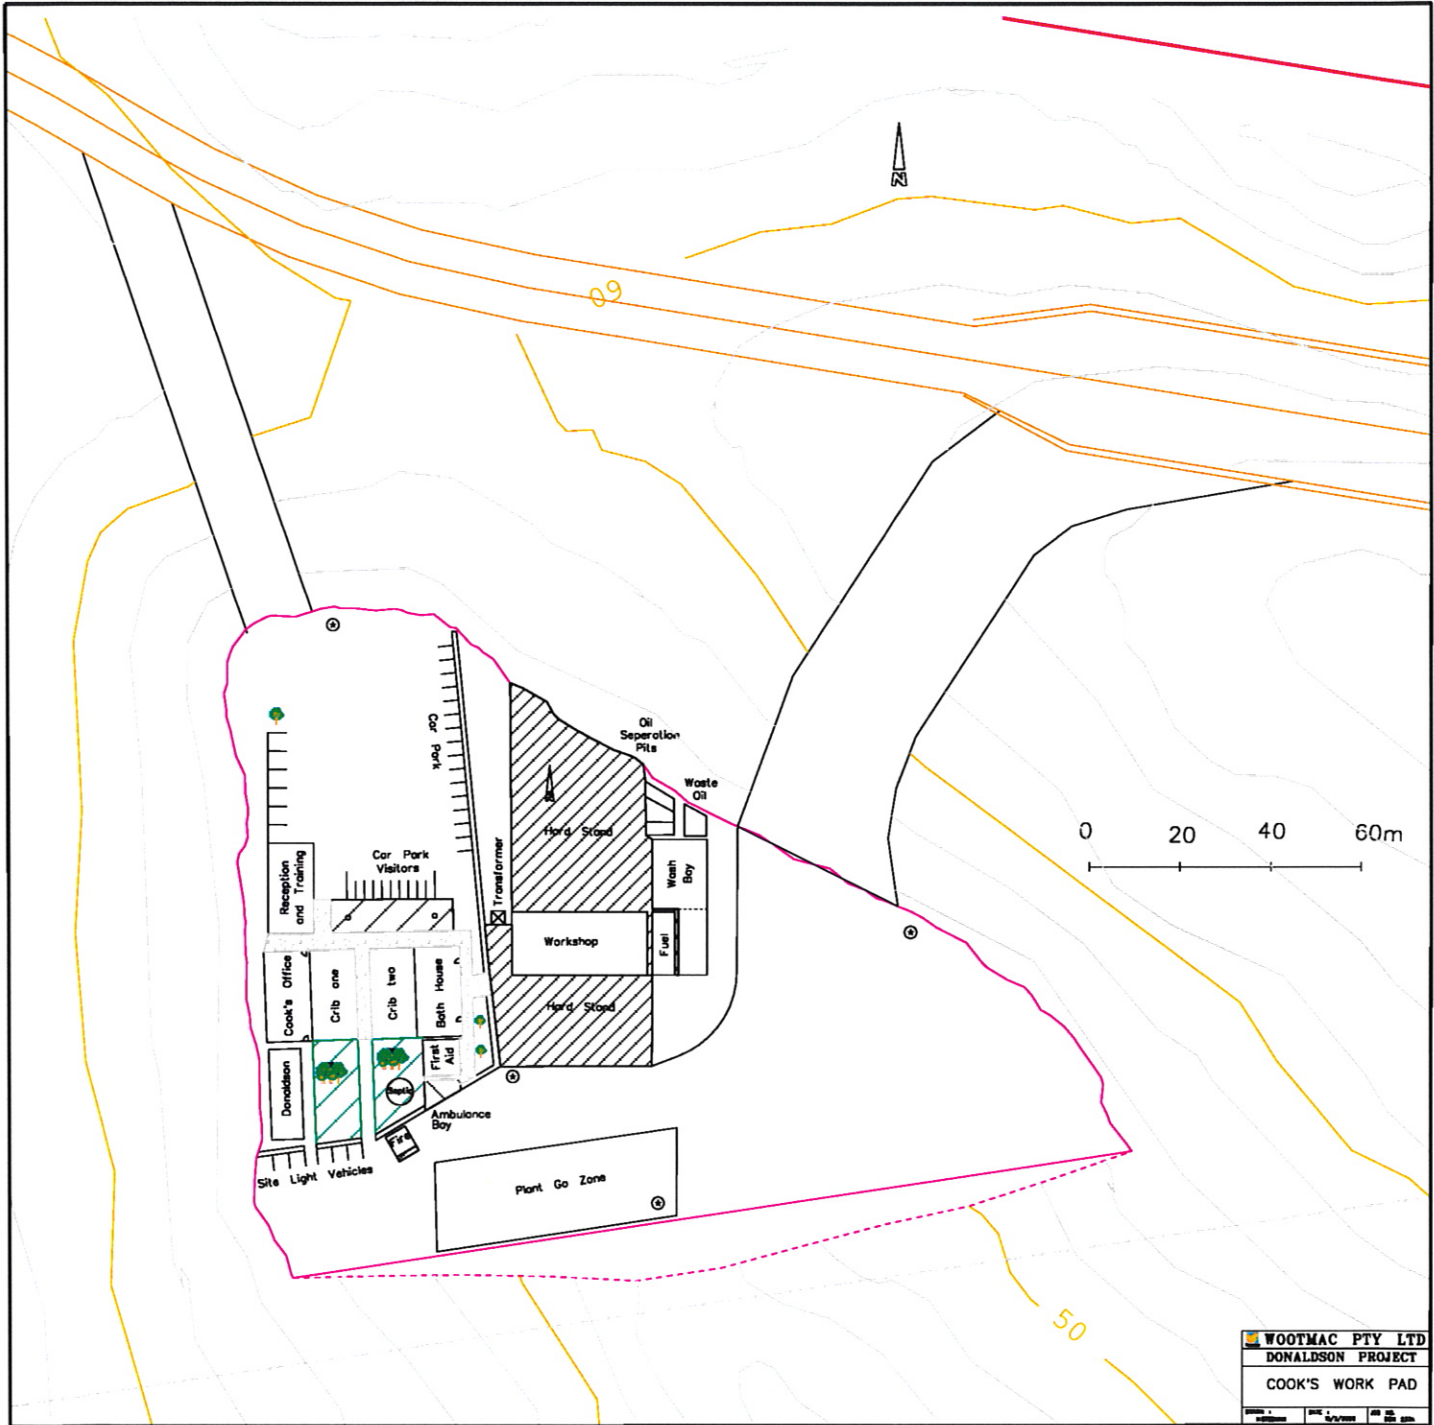 N
60
Oil
Seperation
Pits
Waste
Oil
Car Park
0 20 40 60m
Hard Stand
Transformer
Wash
Bay
Car Park
Visitors
Reception
and Training
Workshop
Fuel
Cook's Office
Crib one
Crib two
Bath House
Hard Stand
First
Aid
Donaldson
Septic
Ambulance
Bay
Fire
Site Light Vehicles
Plant Go Zone
50
WOOTMAC PTY LTD
DONALDSON PROJECT
COOK'S WORK PAD